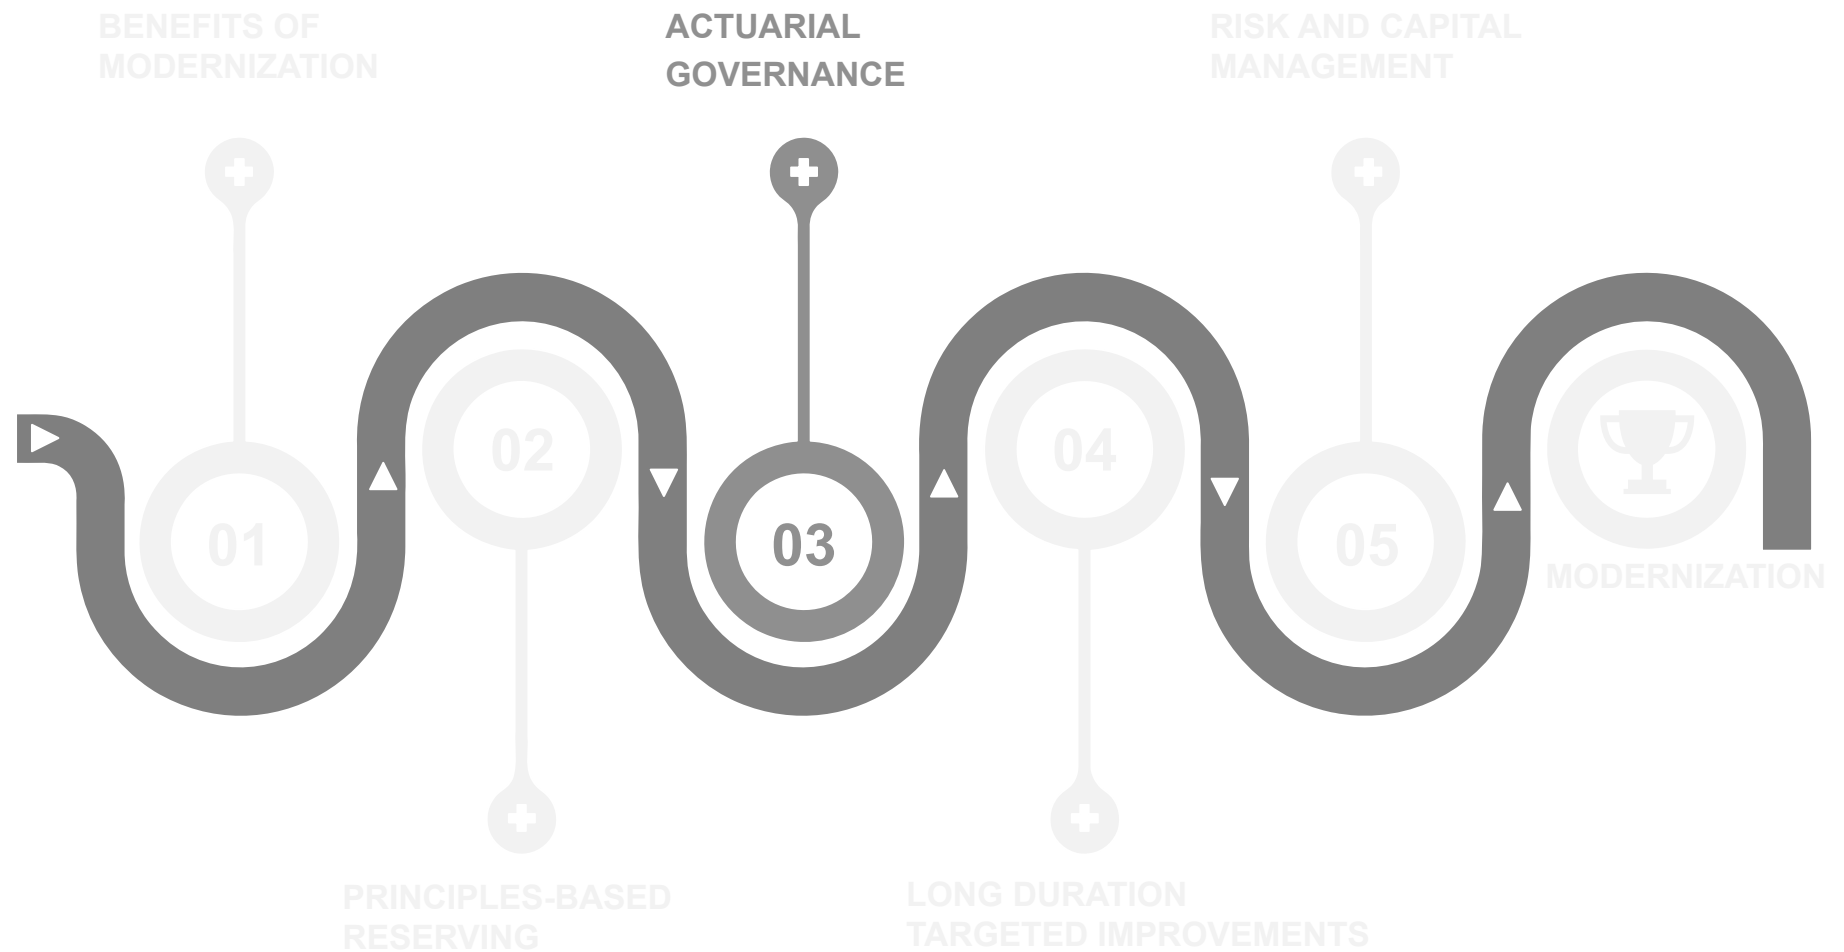 BENEFITS OF
MODERNIZATION
ACTUARIAL
GOVERNANCE
RISK AND CAPITAL
MANAGEMENT
01
02
03
04
05
MODERNIZATION
PRINCIPLES-BASED
RESERVING
LONG DURATION
TARGETED IMPROVEMENTS